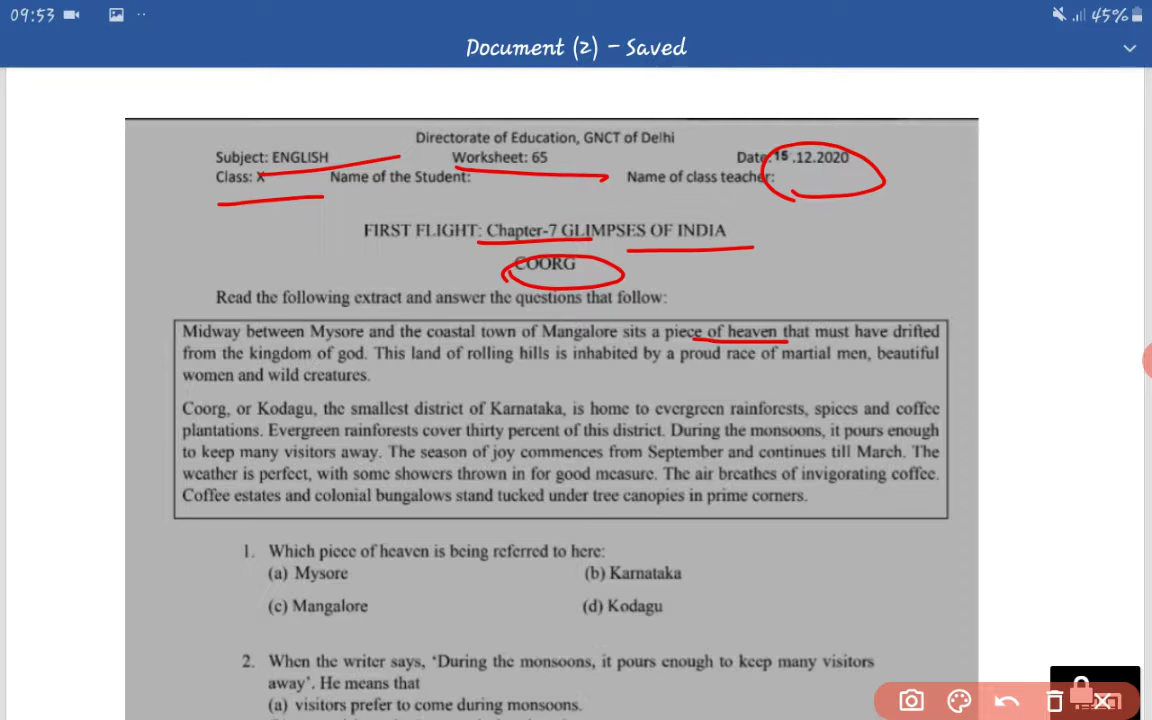 09:53 45%
Document (2) – Saved
Directorate of Education, GNCT of Delhi
Subject: ENGLISH Worksheet: 65 Date: 15 .12.2020
Class: X Name of the Student: Name of class teacher:
FIRST FLIGHT: Chapter-7 GLIMPSES OF INDIA
COORG
Read the following extract and answer the questions that follow:
Midway between Mysore and the coastal town of Mangalore sits a piece of heaven that must have drifted
from the kingdom of god. This land of rolling hills is inhabited by a proud race of martial men, beautiful
women and wild creatures.
Coorg, or Kodagu, the smallest district of Karnataka, is home to evergreen rainforests, spices and coffee
plantations. Evergreen rainforests cover thirty percent of this district. During the monsoons, it pours enough
to keep many visitors away. The season of joy commences from September and continues till March. The
weather is perfect, with some showers thrown in for good measure. The air breathes of invigorating coffee.
Coffee estates and colonial bungalows stand tucked under tree canopies in prime corners.
1. Which piece of heaven is being referred to here:
(a) Mysore (b) Karnataka
(c) Mangalore (d) Kodagu
2. When the writer says, ‘During the monsoons, it pours enough to keep many visitors
away’. He means that
(a) visitors prefer to come during monsoons.